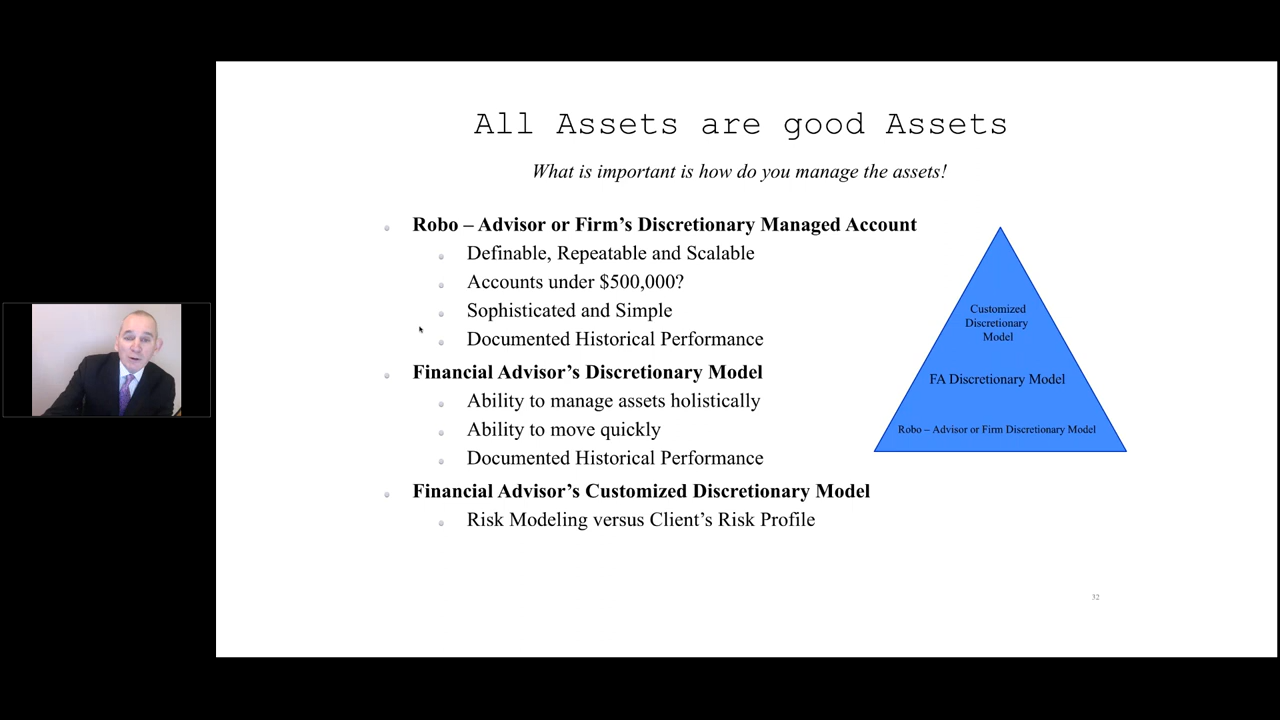 All Assets are good Assets
What is important is how do you manage the assets!
Robo – Advisor or Firm’s Discretionary Managed Account
Definable, Repeatable and Scalable
Accounts under $500,000?
Sophisticated and Simple
Documented Historical Performance
Financial Advisor’s Discretionary Model
Ability to manage assets holistically
Ability to move quickly
Documented Historical Performance
Financial Advisor’s Customized Discretionary Model
Risk Modeling versus Client’s Risk Profile
Customized
Discretionary
Model
FA Discretionary Model
Robo – Advisor or Firm Discretionary Model
32